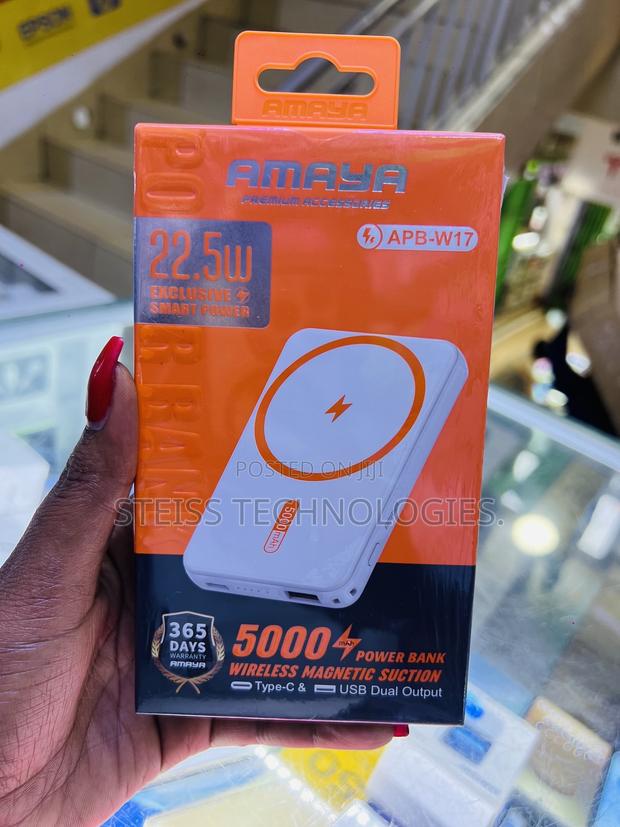 EPSON
AMAYA
AMAYA
PREMIUM ACCESSORIES
APB-W17
22.5W
EXCLUSIVE
SMART POWER
POWER BANK
5000mAh
POSTED ON JIJI
STEISS TECHNOLOGIES.
365
DAYS
WARRANTY
AMAYA
5000 mAh POWER BANK
WIRELESS MAGNETIC SUCTION
Type-C & USB Dual Output